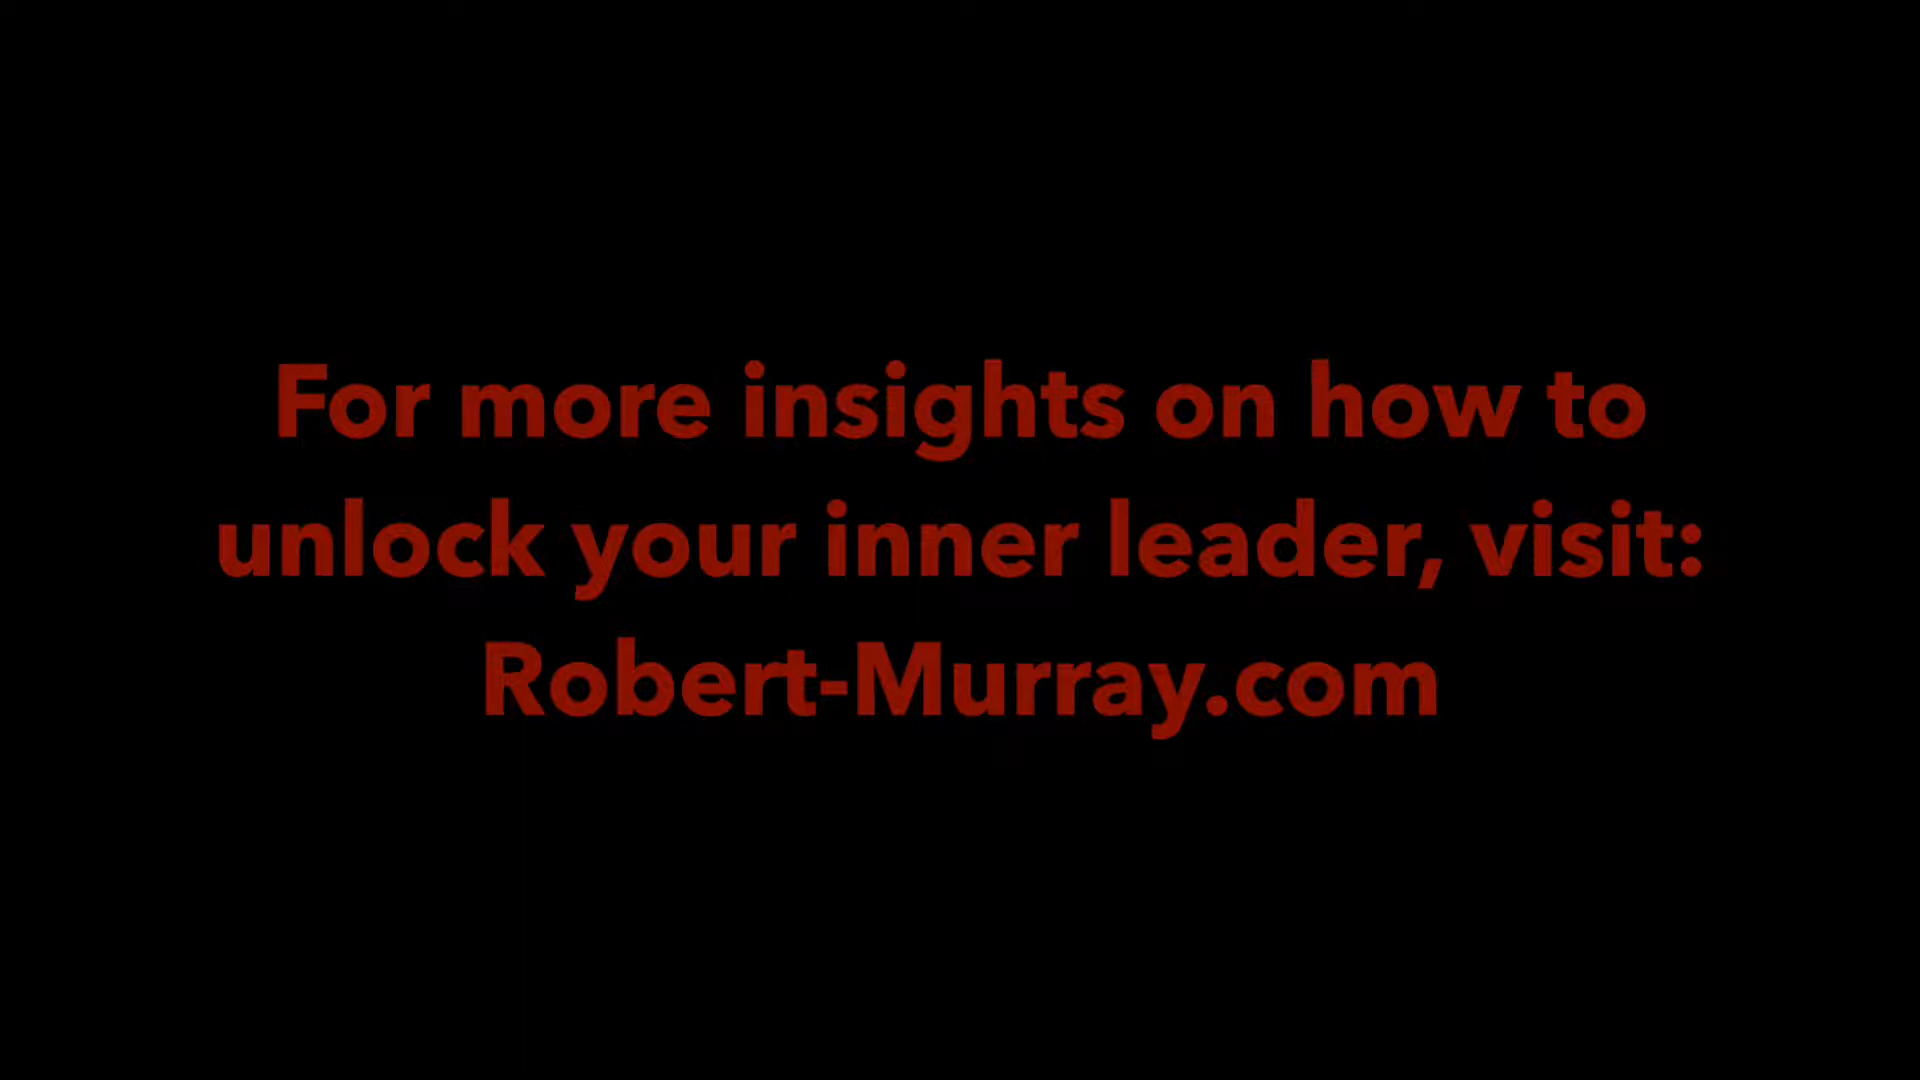 For more insights on how to
unlock your inner leader, visit:
Robert-Murray.com